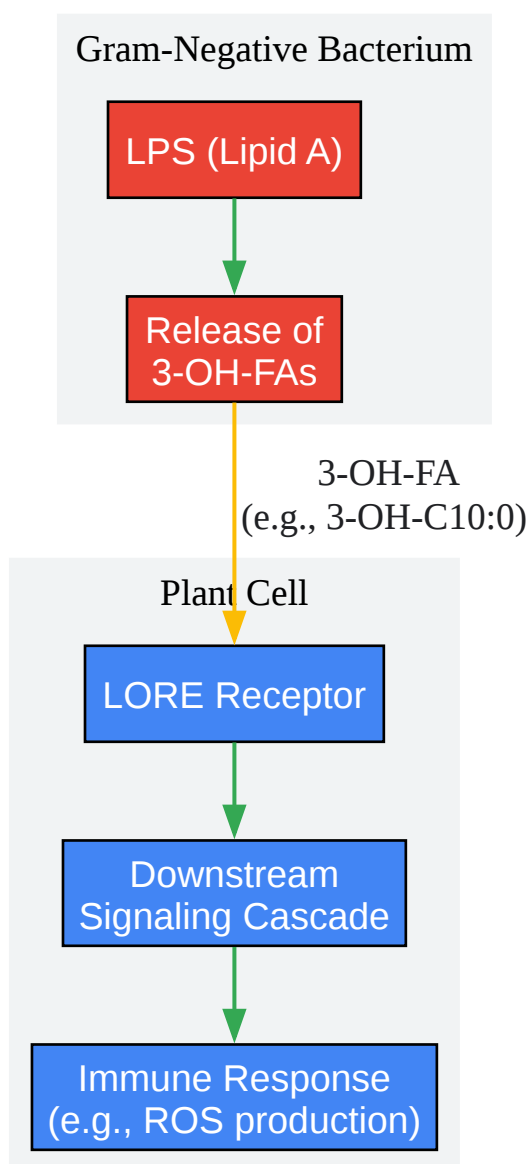 Gram-Negative Bacterium
LPS (Lipid A)
Release of
3-OH-FAs
3-OH-FA
(e.g., 3-OH-C10:0)
Plant Cell
LORE Receptor
Downstream
Signaling Cascade
Immune Response
(e.g., ROS production)